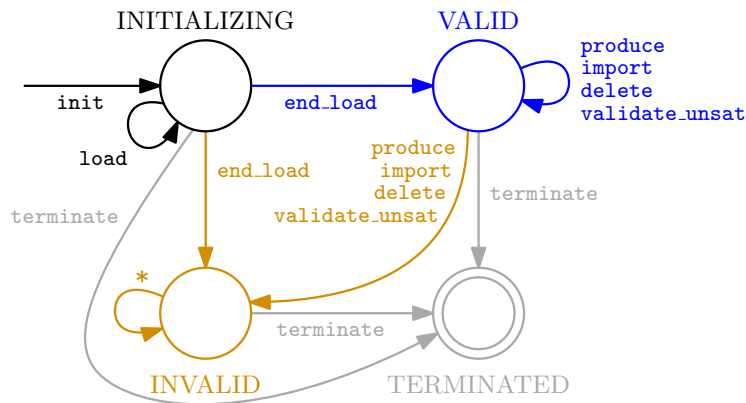 INITIALIZING
VALID
init
load
end_load
produce
import
delete
validate_unsat
end_load
produce
import
delete
validate_unsat
terminate
terminate
*
terminate
INVALID
TERMINATED